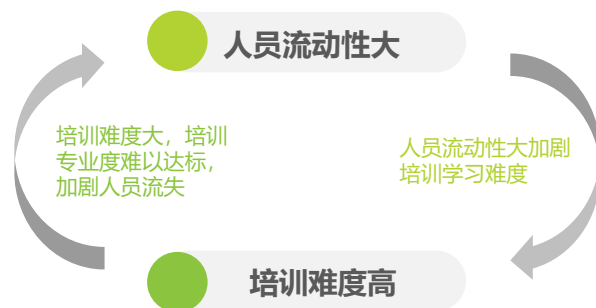 人员流动性大
培训难度大，培训
专业度难以达标，
加剧人员流失
人员流动性大加剧
培训学习难度
培训难度高